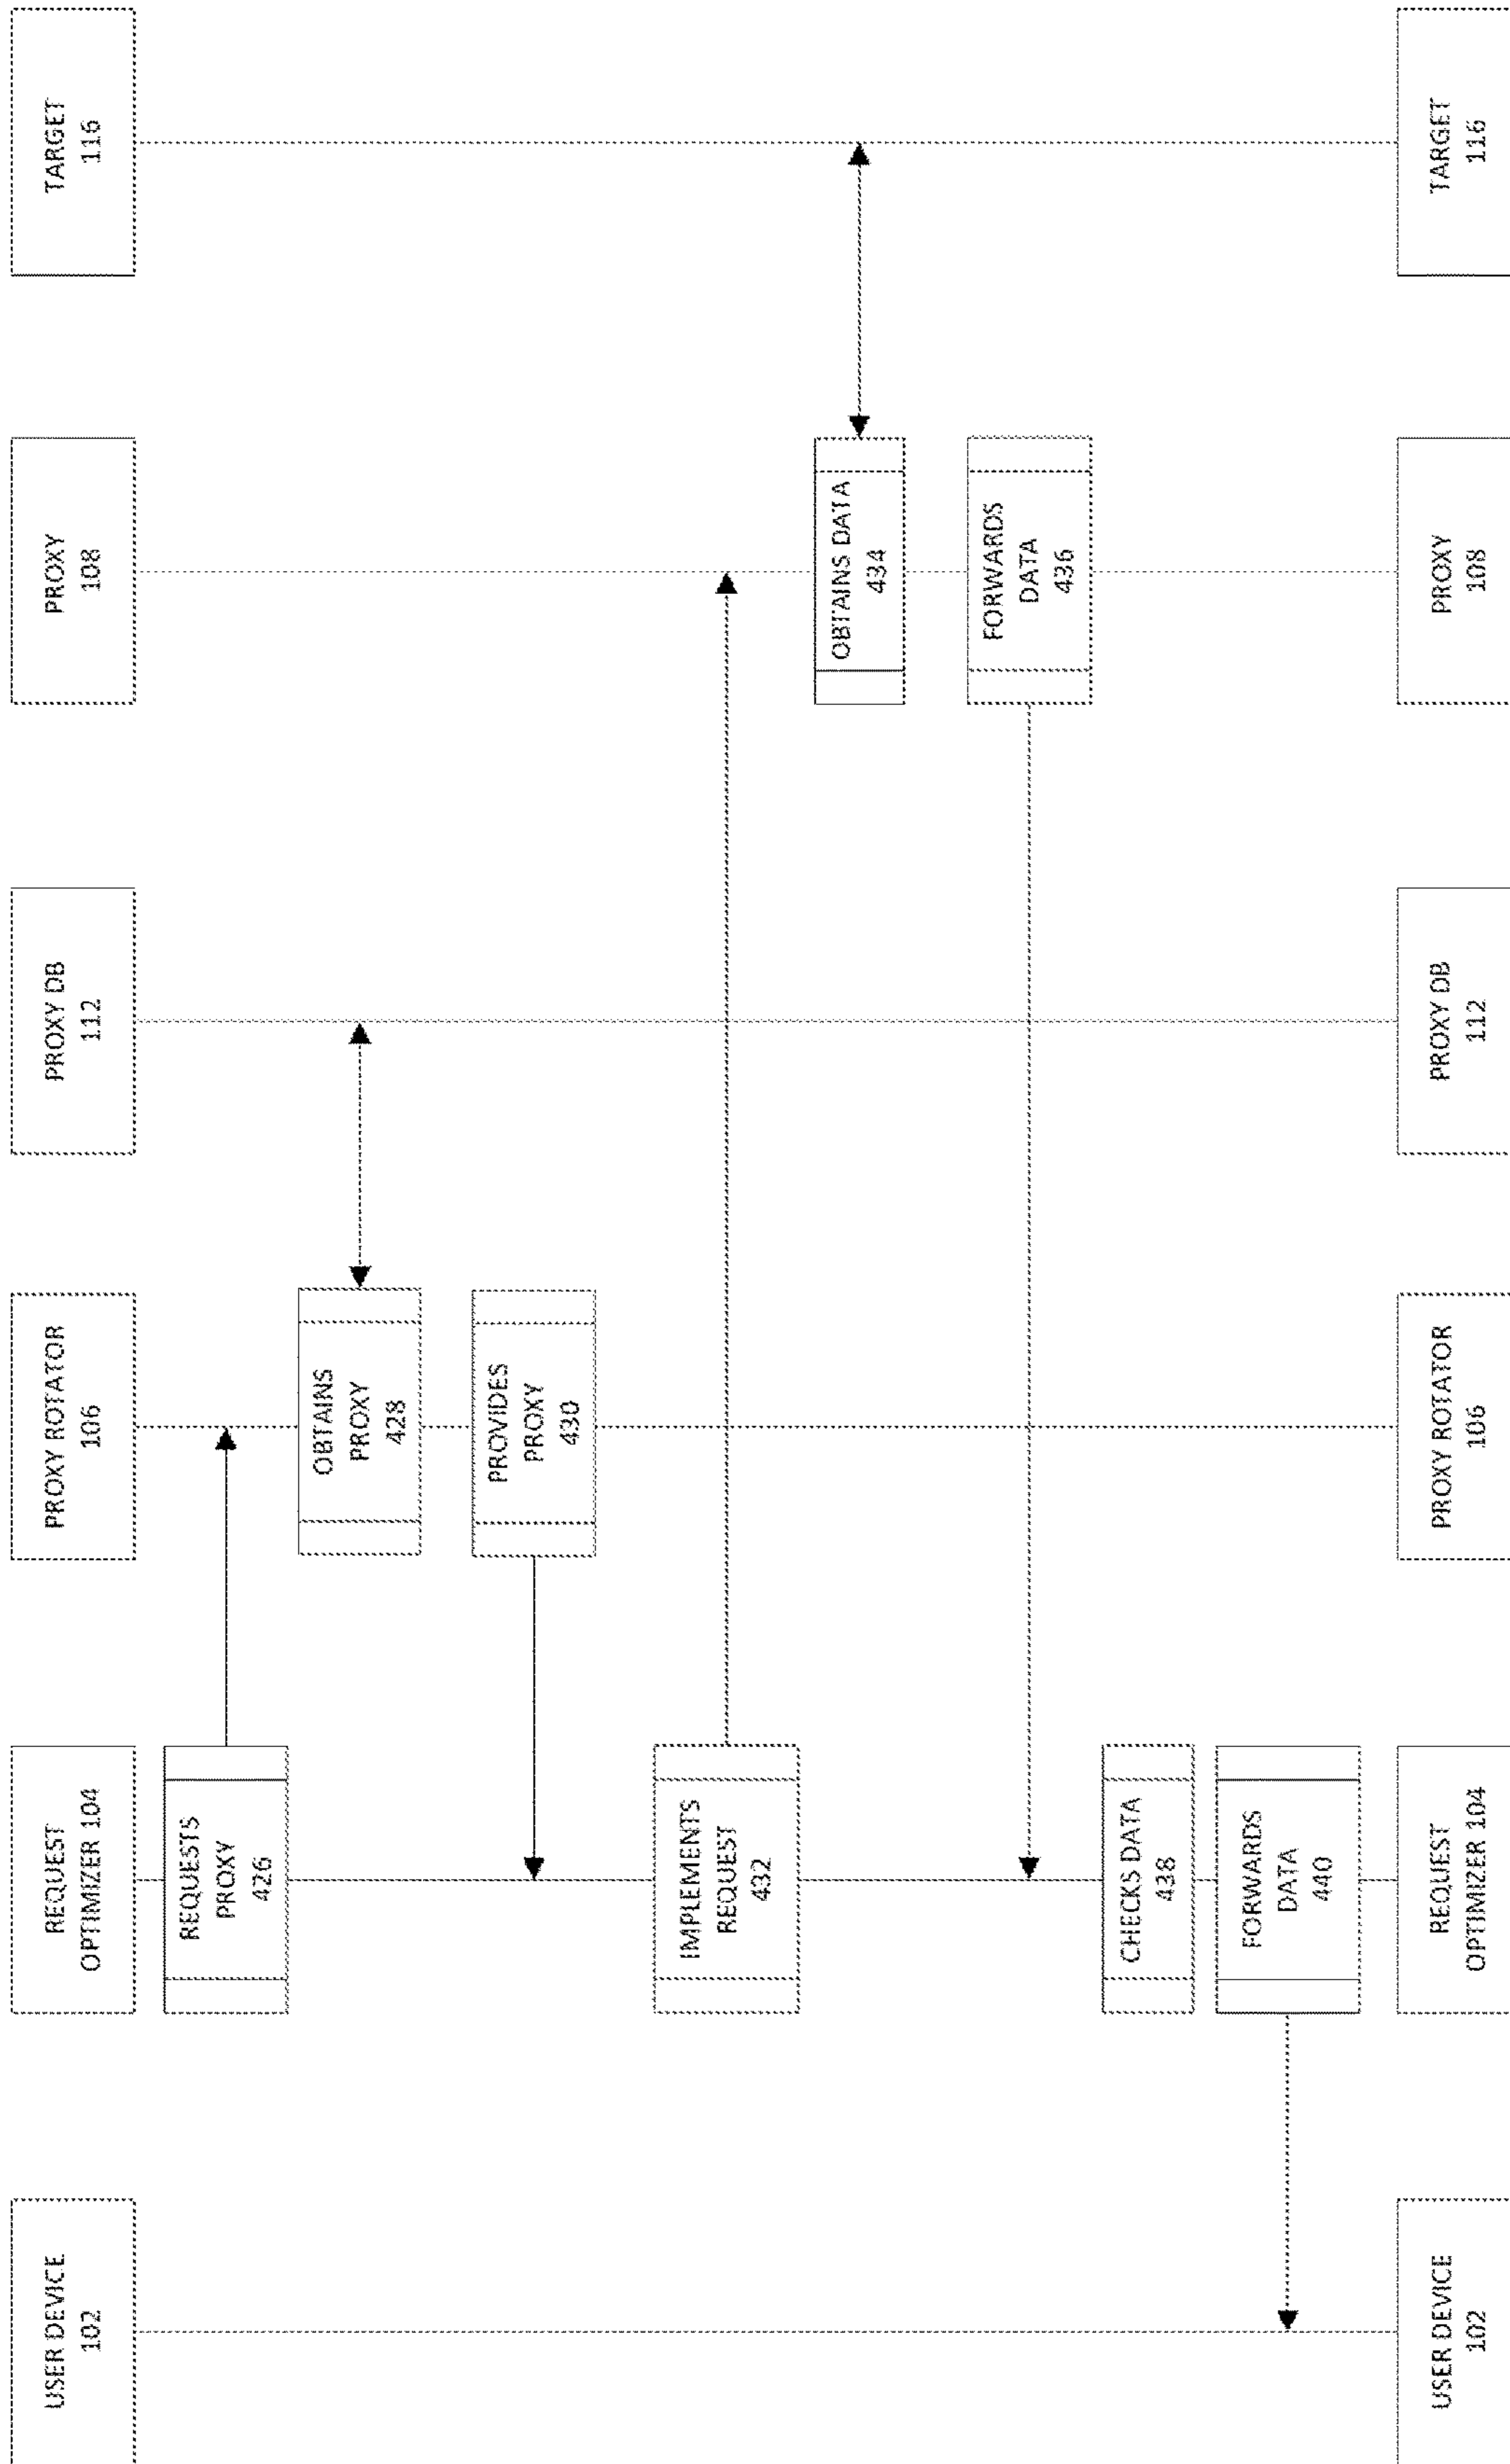 USER DEVICE
102
REQUEST
OPTIMIZER 104
PROXY ROTATOR
106
PROXY DB
112
PROXY
108
TARGET
116
REQUESTS
PROXY
426
OBTAINS
PROXY
428
PROVIDES
PROXY
430
IMPLEMENTS
REQUEST
432
OBTAINS DATA
434
FORWARDS
DATA
436
CHECKS DATA
438
FORWARDS
DATA
440
USER DEVICE
102
REQUEST
OPTIMIZER 104
PROXY ROTATOR
106
PROXY DB
112
PROXY
108
TARGET
116